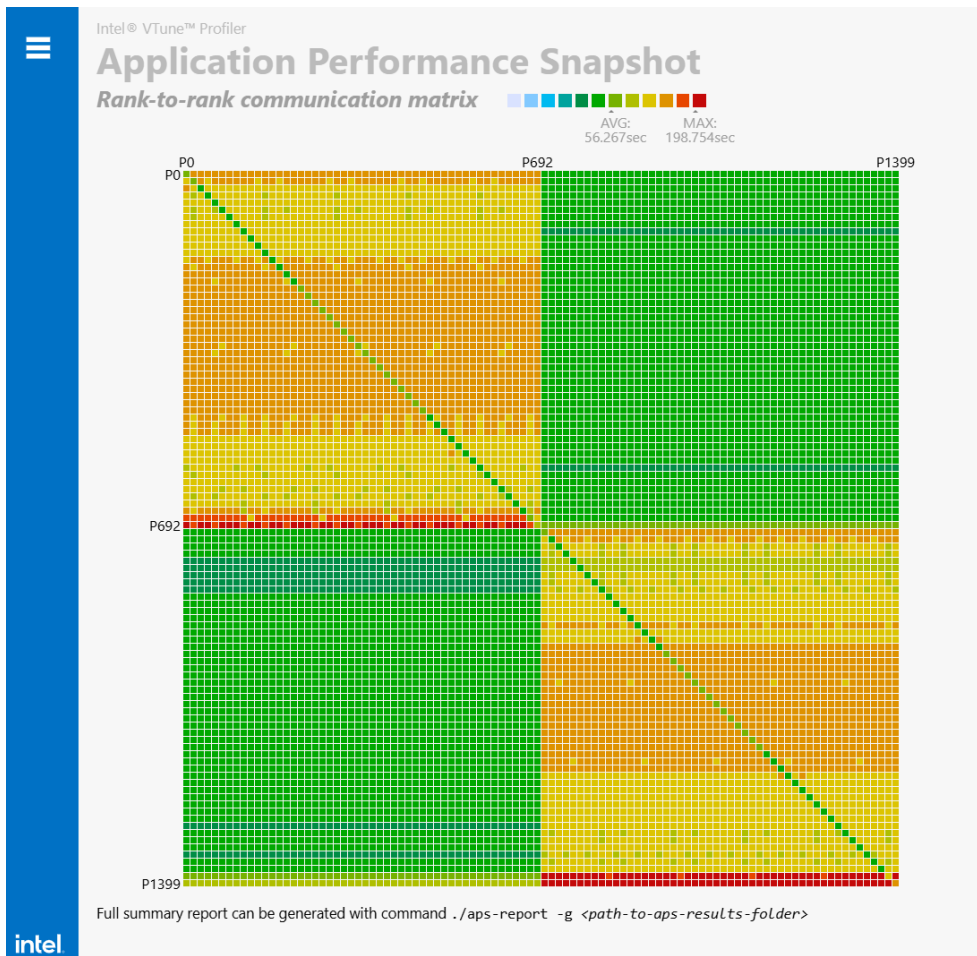 Intel® VTune™ Profiler
Application Performance Snapshot
Rank-to-rank communication matrix
AVG: MAX:
56.267sec 198.754sec
P0 P692 P1399
P0
P692
P1399
Full summary report can be generated with command ./aps-report -g <path-to-aps-results-folder>
intel.